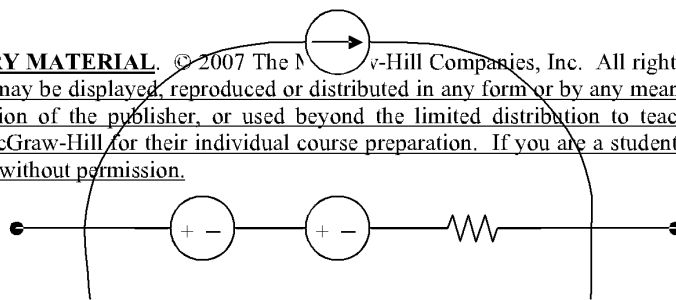 RY MATERIAL. © 2007 The M w-Hill Companies, Inc. All right
may be displayed, reproduced or distributed in any form or by any mean
ion of the publisher, or used beyond the limited distribution to teac
cGraw-Hill for their individual course preparation. If you are a student
without permission.
+ − + −